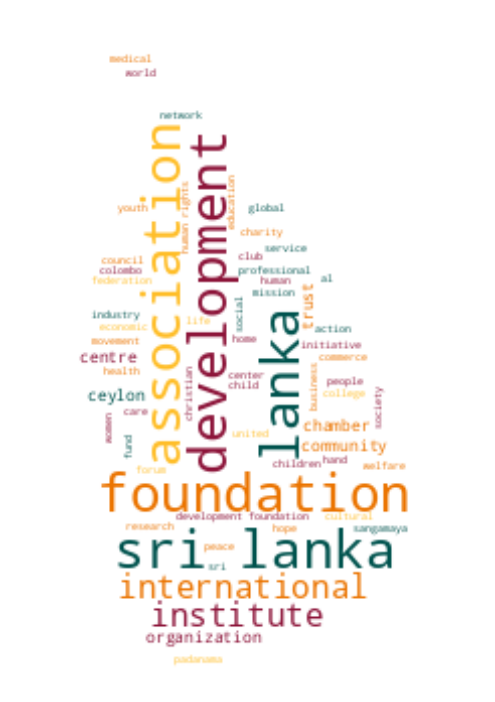 medical
world
network
association
development
human rights
education
youth
global
charity
service
club
council
colombo
federation
professional
human
al
mission
trust
industry
economic
life
social
lanka
action
movement
home
initiative
centre
commerce
health
christian
center
child
business
people
college
ceylon
women
care
society
chamber
fund
united
community
forum
children
hand
welfare
foundation
development foundation
cultural
research
hope
sangamaya
sri lanka
peace
sri
international
institute
organization
padanama